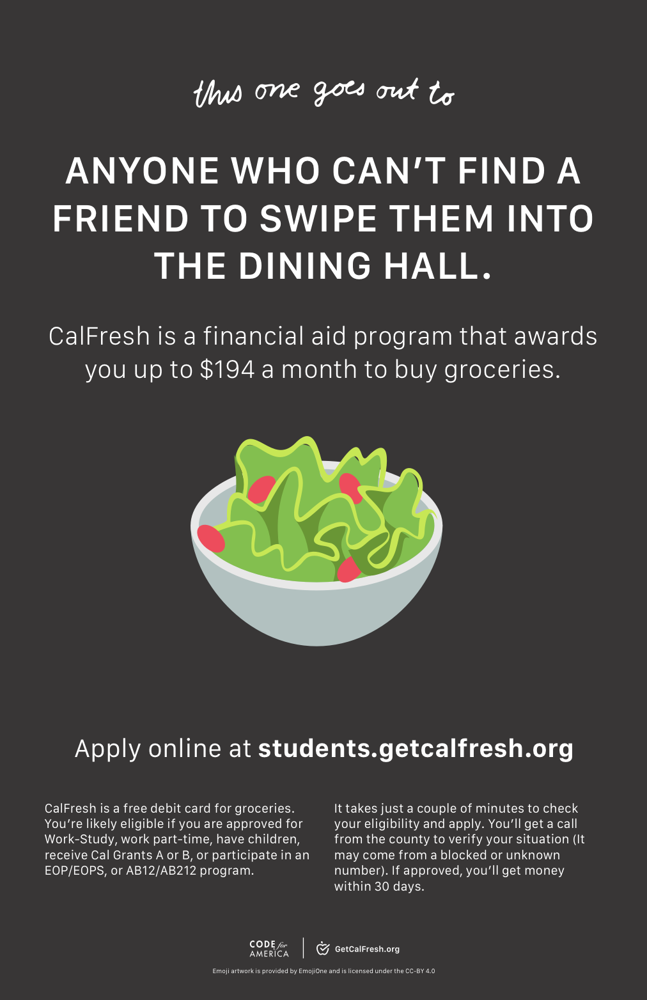 this one goes out to
ANYONE WHO CAN’T FIND A
FRIEND TO SWIPE THEM INTO
THE DINING HALL.
CalFresh is a financial aid program that awards
you up to $194 a month to buy groceries.
Apply online at students.getcalfresh.org
CalFresh is a free debit card for groceries.
You’re likely eligible if you are approved for
Work-Study, work part-time, have children,
receive Cal Grants A or B, or participate in an
EOP/EOPS, or AB12/AB212 program.
It takes just a couple of minutes to check
your eligibility and apply. You’ll get a call
from the county to verify your situation (It
may come from a blocked or unknown
number). If approved, you’ll get money
within 30 days.
CODE for
AMERICA
GetCalFresh.org
Emoji artwork is provided by EmojiOne and is licensed under the CC-BY 4.0